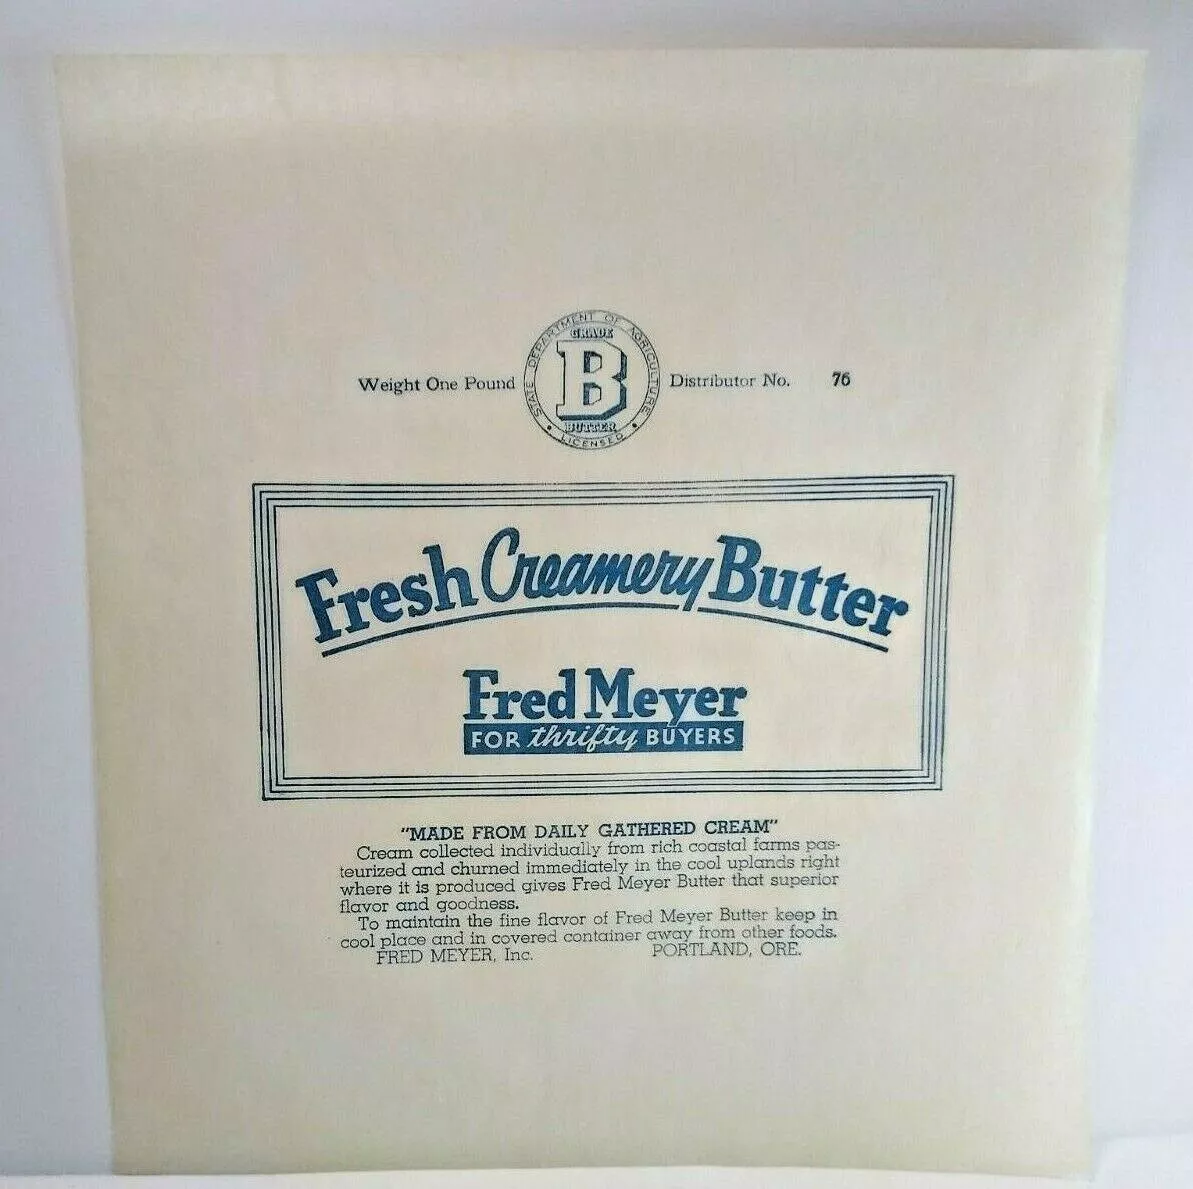 STATE DEPARTMENT OF AGRICULTURE
GRADE
Weight One Pound B Distributor No. 76
BUTTER
LICENSED
Fresh Creamery Butter
Fred Meyer
FOR thrifty BUYERS
"MADE FROM DAILY GATHERED CREAM"
Cream collected individually from rich coastal farms pas-
teurized and churned immediately in the cool uplands right
where it is produced gives Fred Meyer Butter that superior
flavor and goodness.
To maintain the fine flavor of Fred Meyer Butter keep in
cool place and in covered container away from other foods.
FRED MEYER, Inc. PORTLAND, ORE.